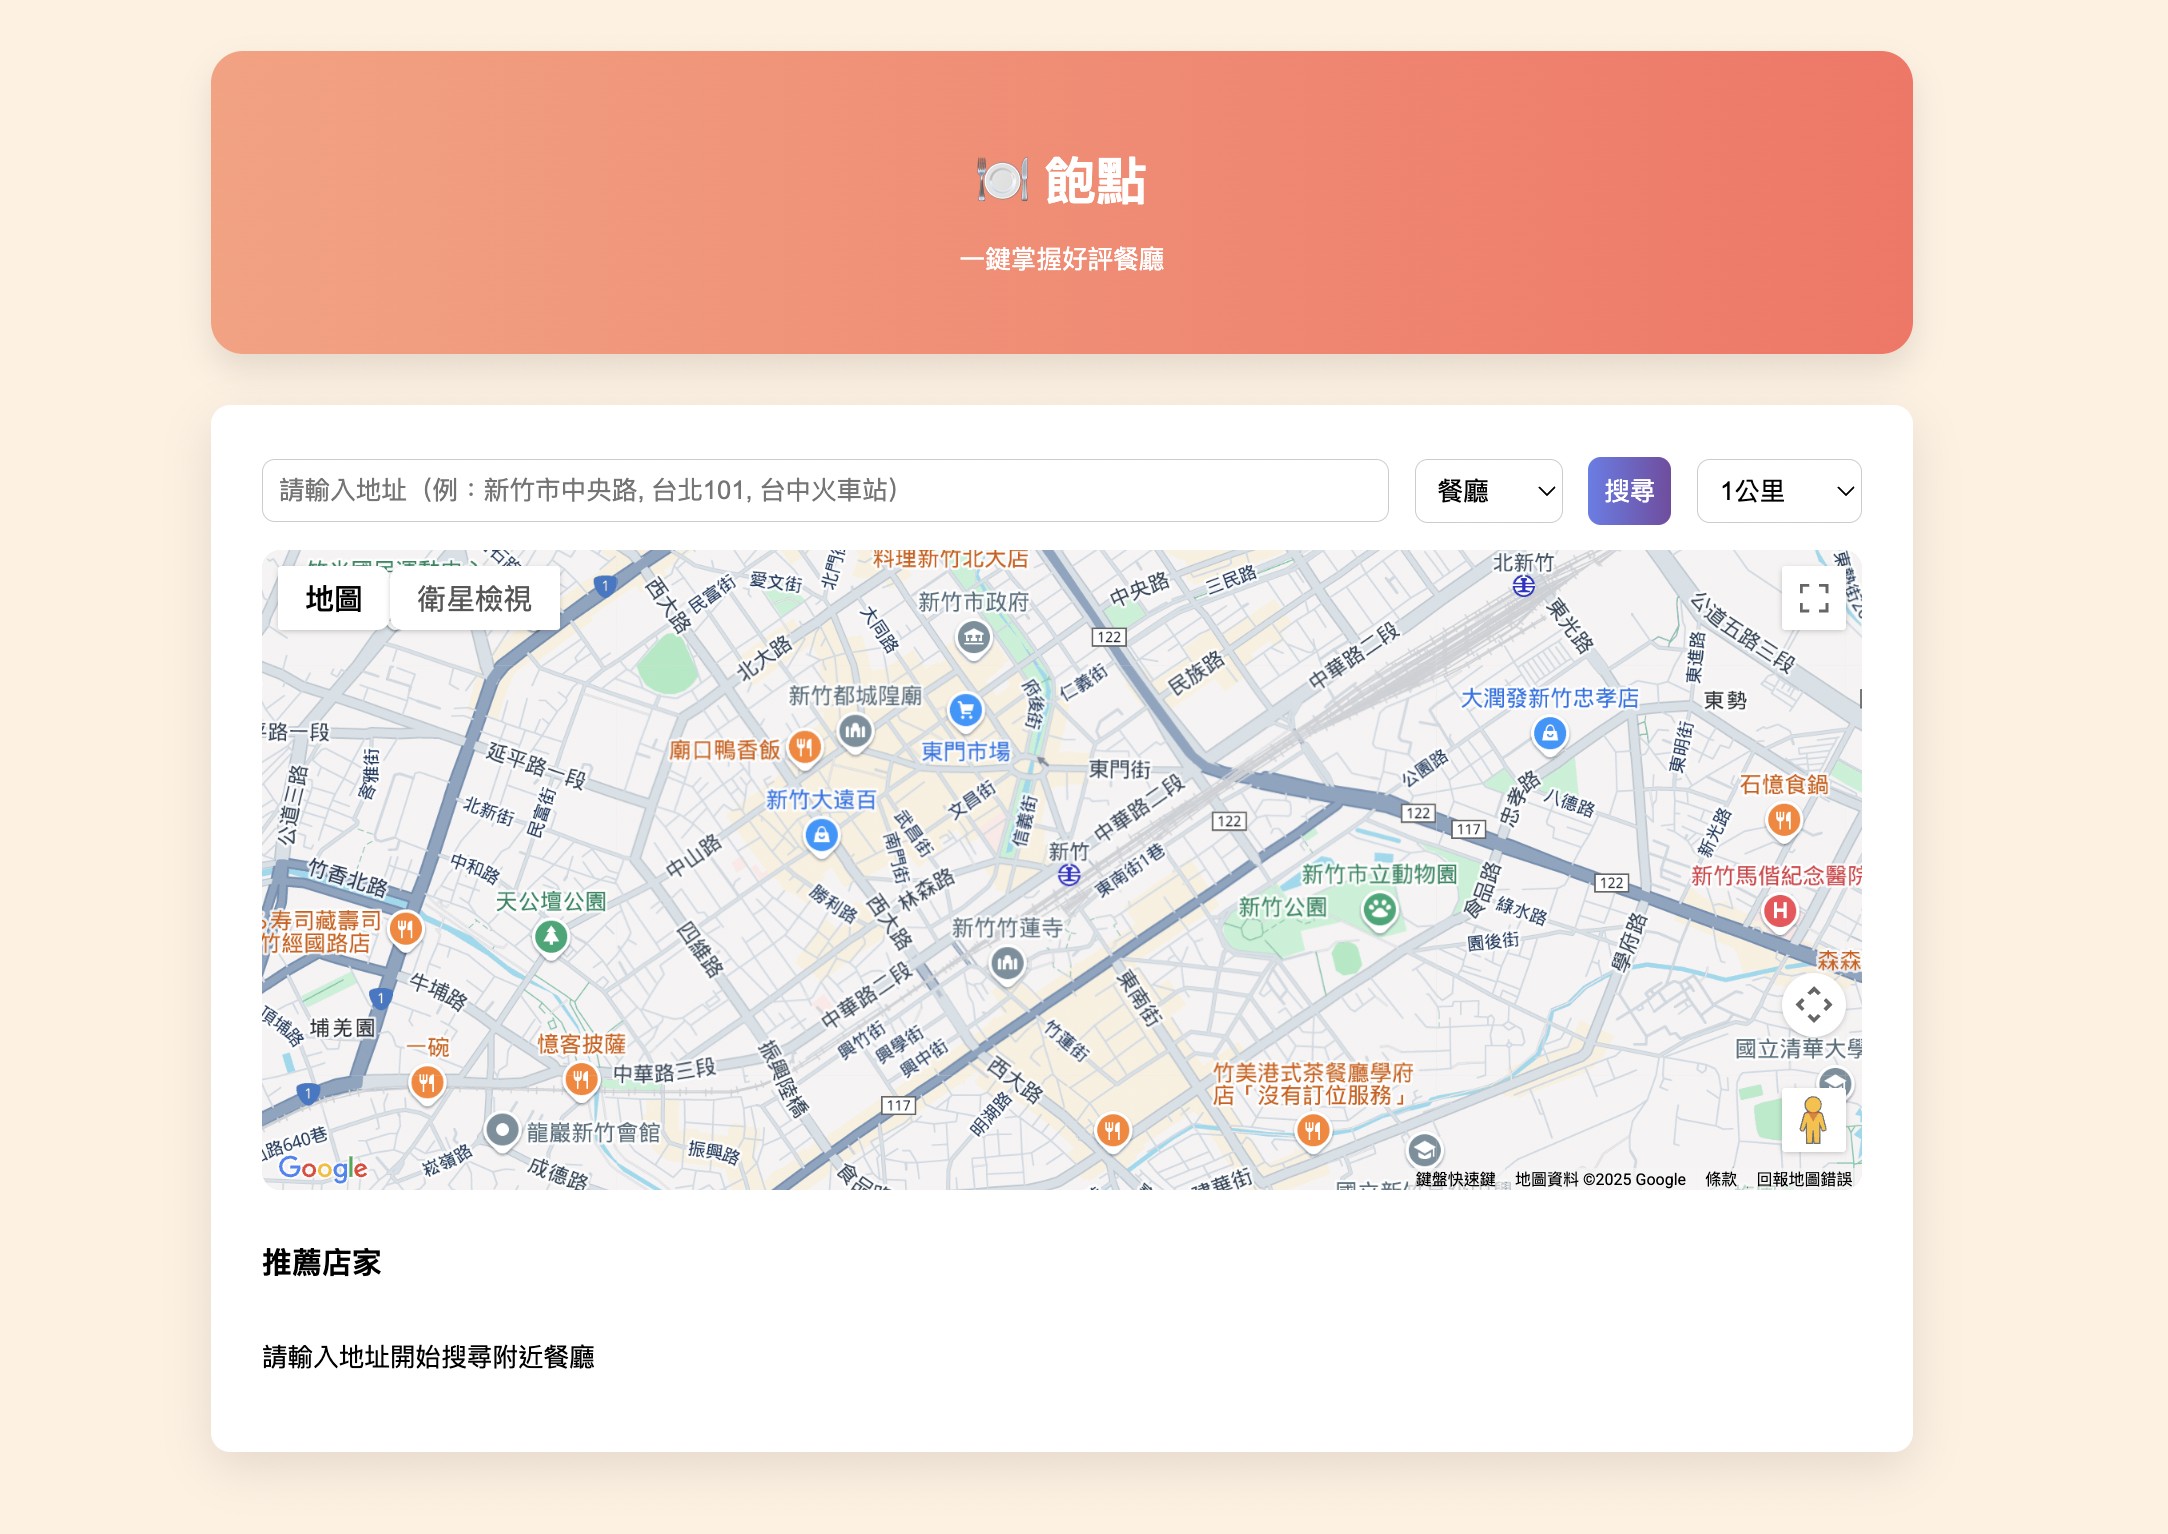 飽點
一鍵掌握好評餐廳
請輸入地址（例：新竹市中央路, 台北101, 台中火車站）
餐廳
搜尋
1公里
地圖
衛星檢視
料理新竹北大店
北新竹
新竹市政府
西大路
民富街
愛文街
大同路
北大路
中央路
三民路
122
仁義街
府後街
民族路
中華路二段
東光路
東進路
公道五路三段
新竹都城隍廟
廟口鴨香飯
東門市場
大潤發新竹忠孝店
東勢
東明街
延平路一段
公道三路
北新街
民富街
新竹大遠百
文昌街
信義街
東門街
中華路二段
122
公園路
122
117
忠孝路
八德路
石憶食鍋
新光路
武昌街
南門街
中山路
新竹
東南街1巷
新竹市立動物園
新竹公園
食品路
綠水路
園後街
122
新竹馬偕紀念醫院
竹香北路
中和路
天公壇公園
勝利路
西大路
林森路
新竹竹蓮寺
寿司藏壽司
竹經國路店
四維路
中華路二段
東南街
學府路
森森
1
1
1
牛埔路
頂埔路
埔羌園
一碗
憶客披薩
中華路三段
振興陸橋
興竹街
興學街
興中街
竹蓮街
西大路
明湖路
117
竹美港式茶餐廳學府
店「沒有訂位服務」
國立清華大學
路640巷
龍巖新竹會館
崧嶺路
成德路
振興路
建華街
Google
鍵盤快速鍵
地圖資料 ©2025 Google
條款
回報地圖錯誤
推薦店家
請輸入地址開始搜尋附近餐廳